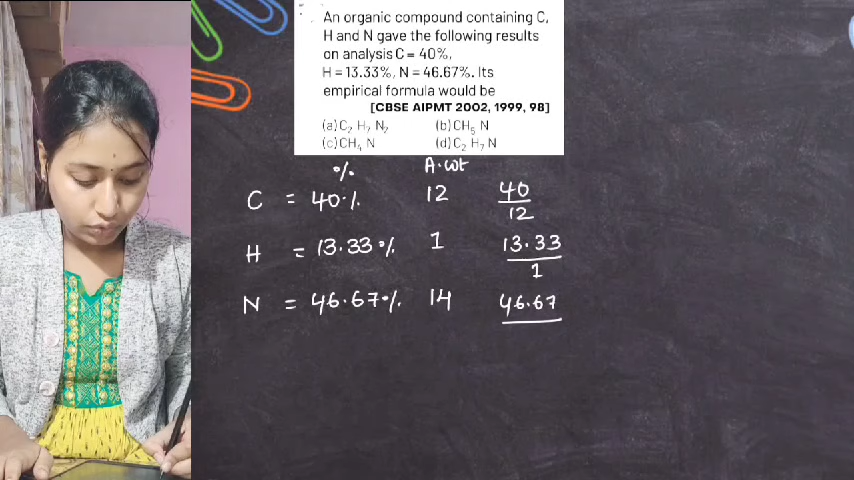 An organic compound containing C,
H and N gave the following results
on analysis C = 40%,
H = 13.33%, N = 46.67%. Its
empirical formula would be
[CBSE AIPMT 2002, 1999, 98]
(a) C₂ H₇ N₂ (b) CH₅ N
(c) CH₄ N (d) C₂ H₇ N
% A.wt
C = 40% 12 40/12
H = 13.33% 1 13.33/1
N = 46.67% 14 46.67